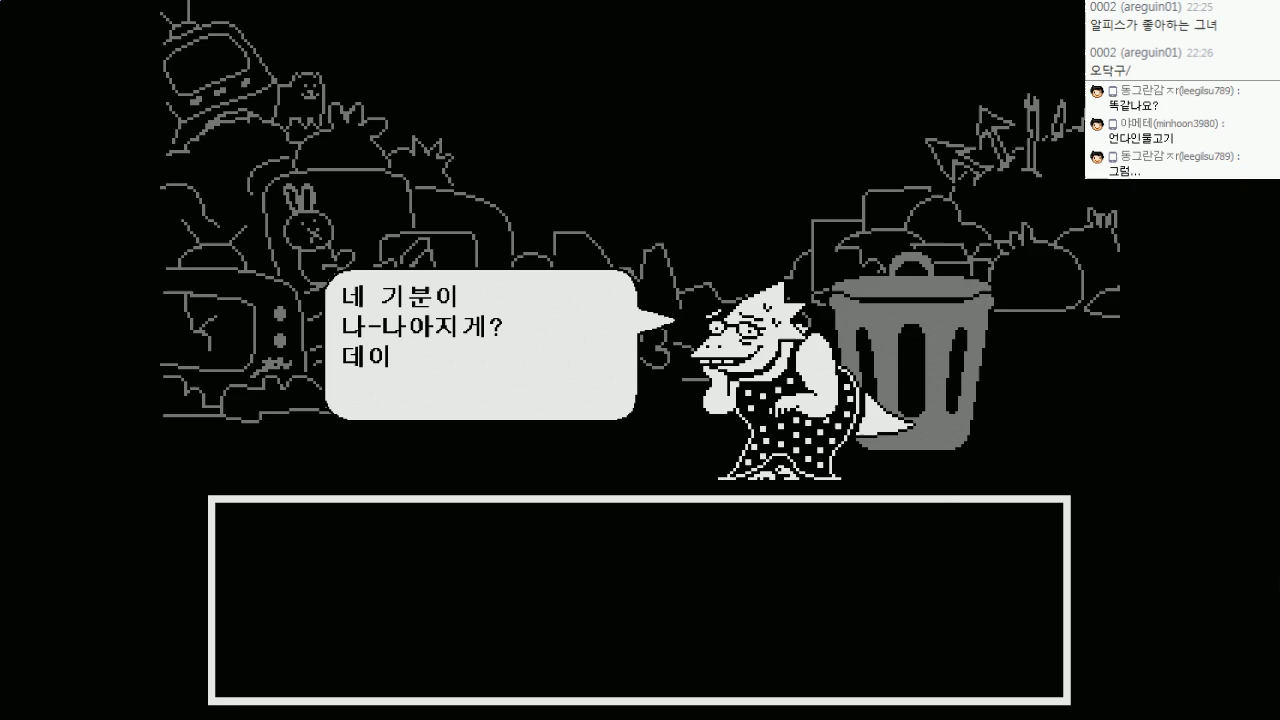 네 기분이
나-나아지게?
데이
0002 (areguin01) 22:25
알피스가 좋아하는 그녀
0002 (areguin01) 22:26
오닥구/
동그란감ㅈr(leegilsu789) :
똑같나요?
야메테(minhoon3980) :
언다인물고기
동그란감ㅈr(leegilsu789) :
그럼...